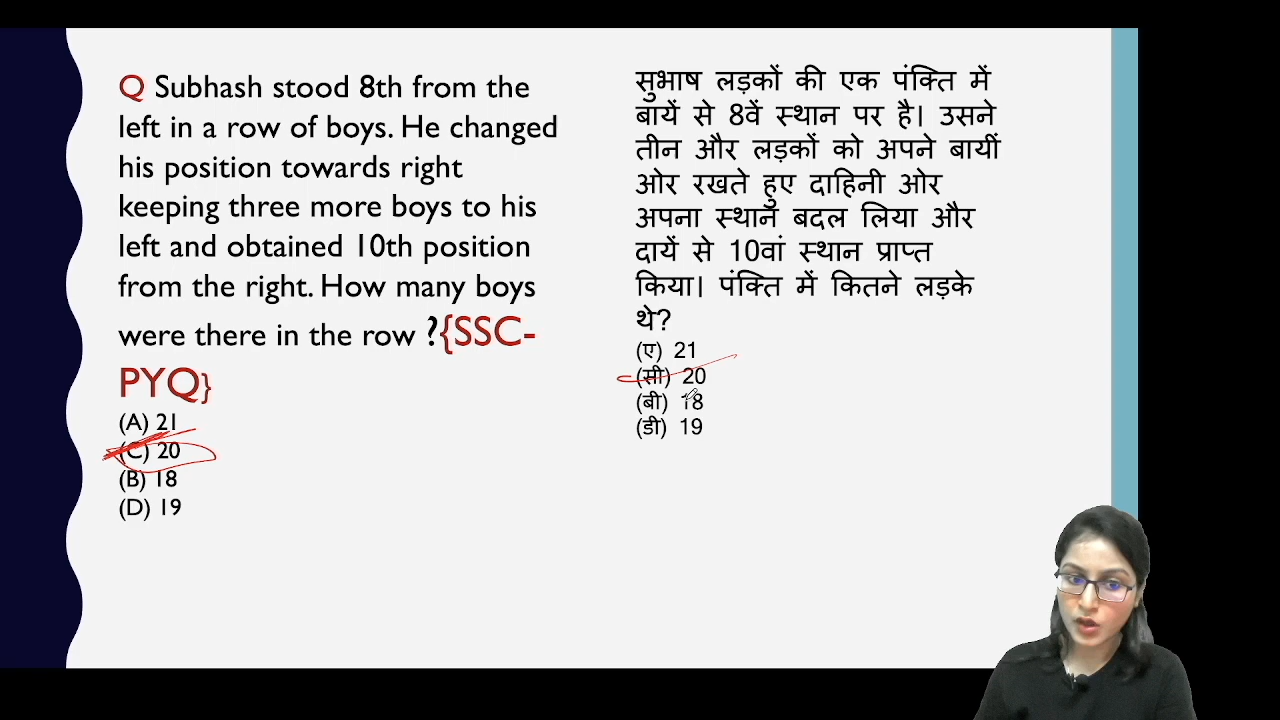 Q Subhash stood 8th from the
left in a row of boys. He changed
his position towards right
keeping three more boys to his
left and obtained 10th position
from the right. How many boys
were there in the row ?{SSC-
PYQ}
(A) 21
(C) 20
(B) 18
(D) 19
सुभाष लड़कों की एक पंक्ति में
बायें से 8वें स्थान पर है। उसने
तीन और लड़कों को अपने बायीं
ओर रखते हुए दाहिनी ओर
अपना स्थान बदल लिया और
दायें से 10वां स्थान प्राप्त
किया। पंक्ति में कितने लड़के
थे?
(ए) 21
(सी) 20
(बी) 18
(डी) 19